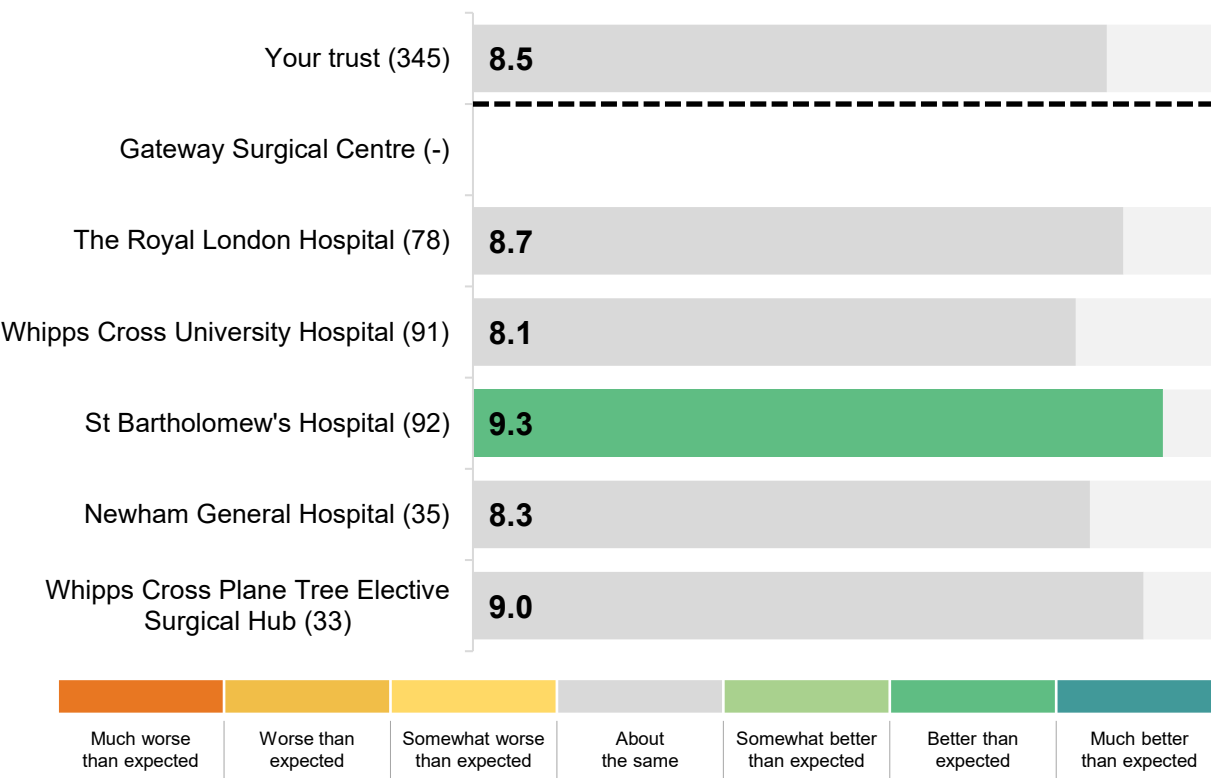 Your trust (345) 8.5
Gateway Surgical Centre (-)
The Royal London Hospital (78) 8.7
Whipps Cross University Hospital (91) 8.1
St Bartholomew's Hospital (92) 9.3
Newham General Hospital (35) 8.3
Whipps Cross Plane Tree Elective
Surgical Hub (33) 9.0
Much worse
than expected
Worse than
expected
Somewhat worse
than expected
About
the same
Somewhat better
than expected
Better than
expected
Much better
than expected